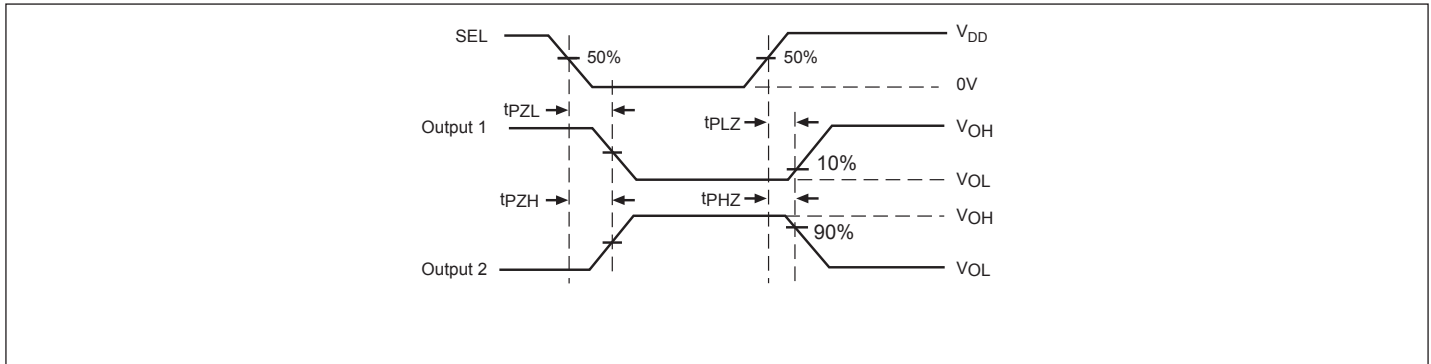 SEL
50%
50%
VDD
0V
tPZL
tPLZ
Output 1
VOH
10%
VOL
tPZH
tPHZ
VOH
90%
Output 2
VOL